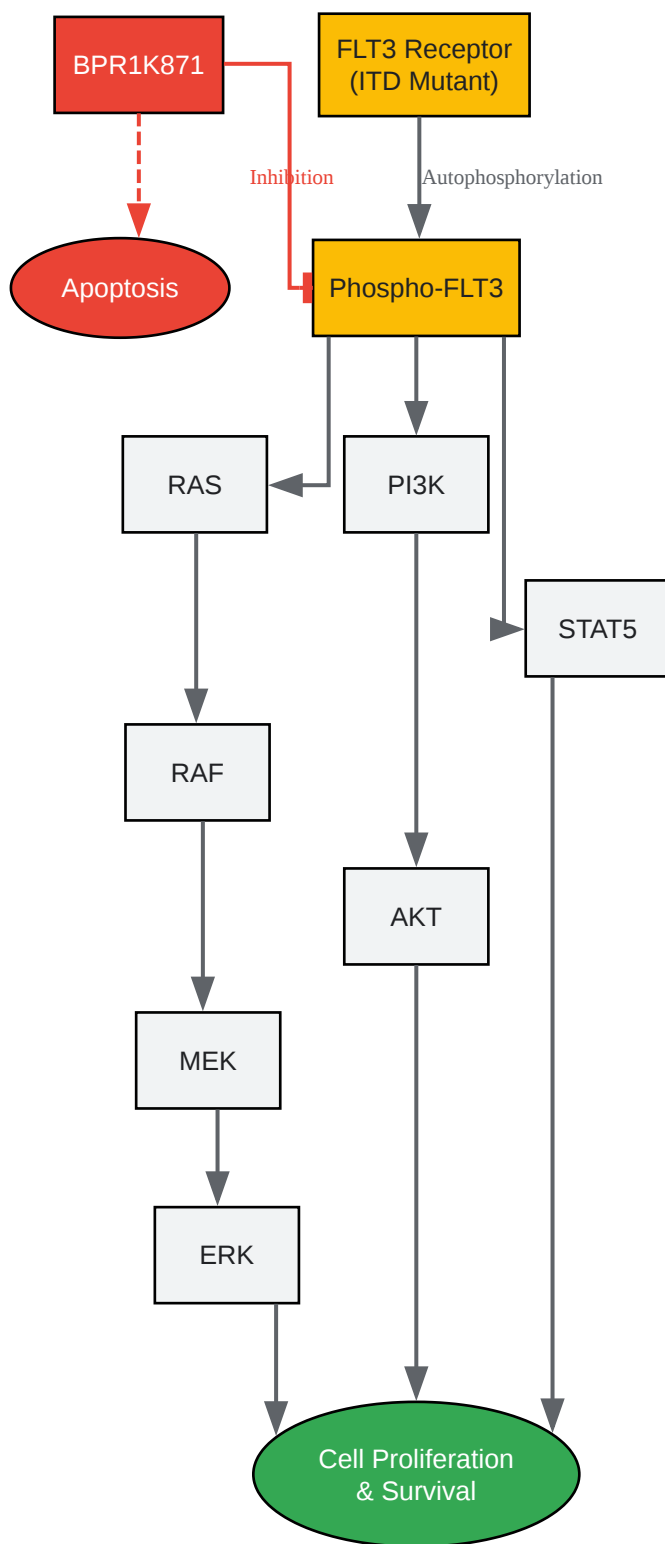 BPR1K871
FLT3 Receptor
(ITD Mutant)
Inhibition
Autophosphorylation
Apoptosis
Phospho-FLT3
RAS
PI3K
STAT5
RAF
AKT
MEK
ERK
Cell Proliferation
& Survival